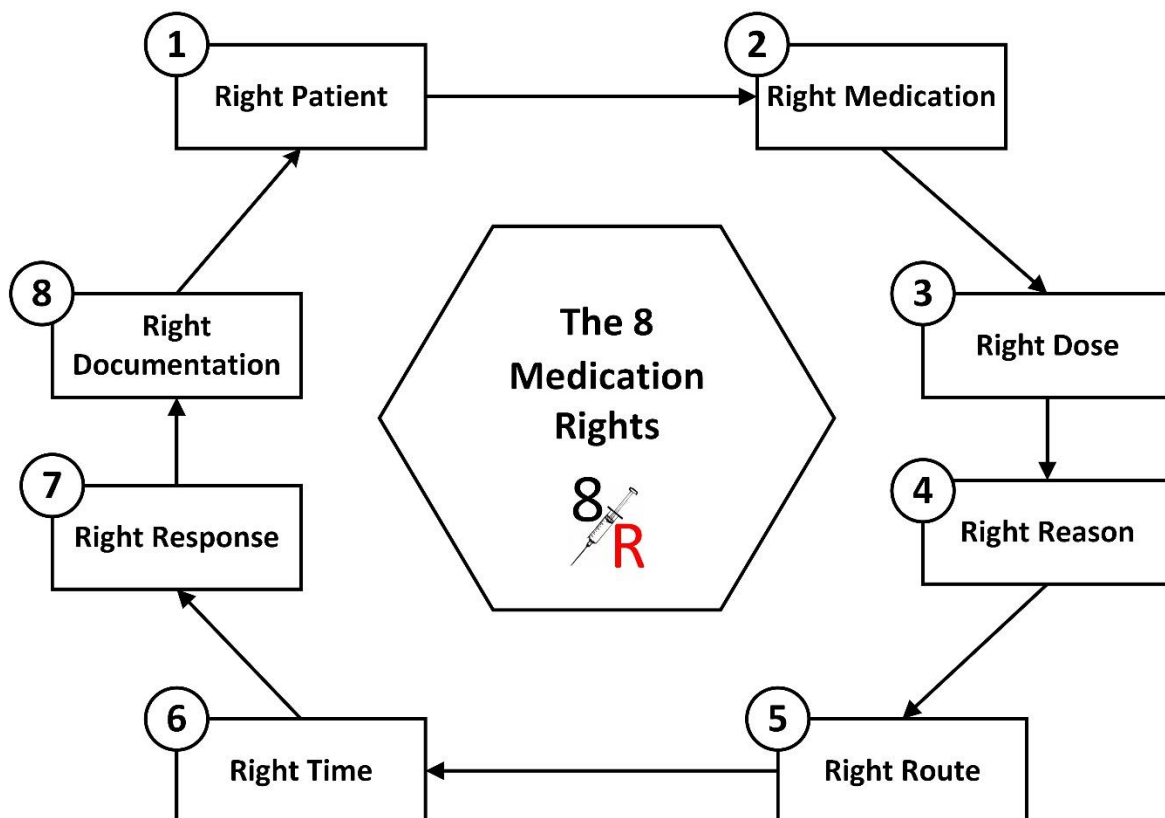 1
Right Patient
2
Right Medication
3
Right Dose
4
Right Reason
5
Right Route
6
Right Time
7
Right Response
8
Right
Documentation
The 8
Medication
Rights
8
R